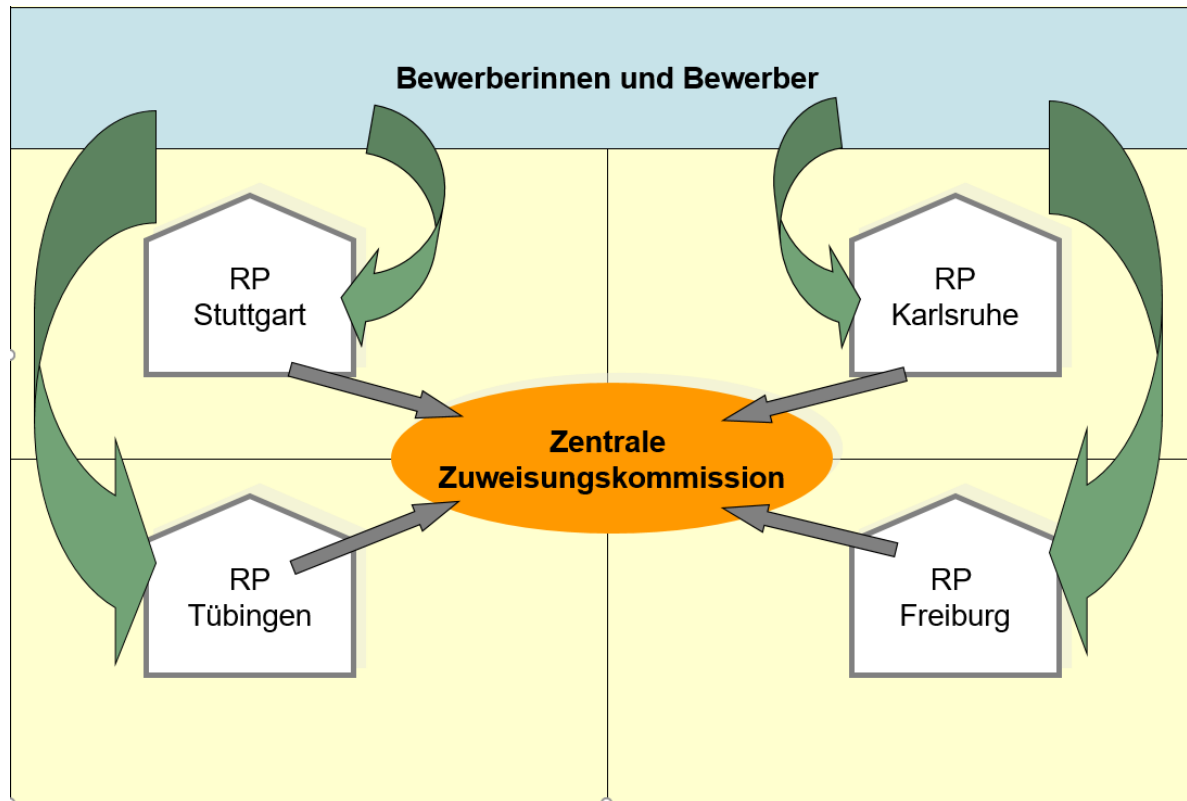 Bewerberinnen und Bewerber
RP
Stuttgart
RP
Karlsruhe
Zentrale
Zuweisungskommission
RP
Tübingen
RP
Freiburg